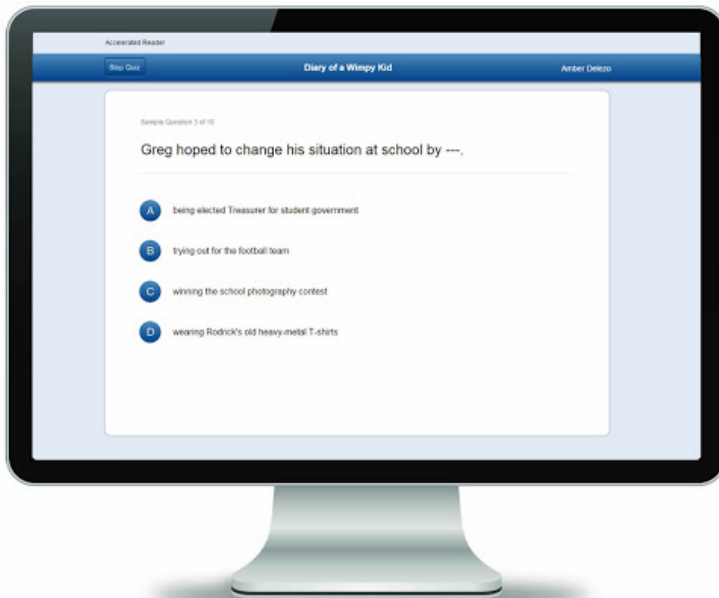 Accelerated Reader
Stop Quiz
Diary of a Wimpy Kid
Amber Delezo
Sample Question 3 of 10
Greg hoped to change his situation at school by ---.
A being elected Treasurer for student government
B trying out for the football team
C winning the school photography contest
D wearing Rodrick's old heavy-metal T-shirts